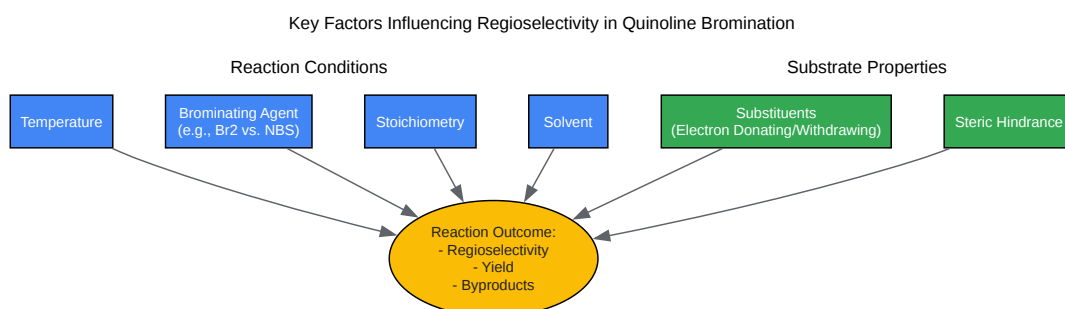 Key Factors Influencing Regioselectivity in Quinoline Bromination
Reaction Conditions
Substrate Properties
Temperature
Brominating Agent
(e.g., Br2 vs. NBS)
Stoichiometry
Solvent
Substituents
(Electron Donating/Withdrawing)
Steric Hindrance
Reaction Outcome:
- Regioselectivity
- Yield
- Byproducts